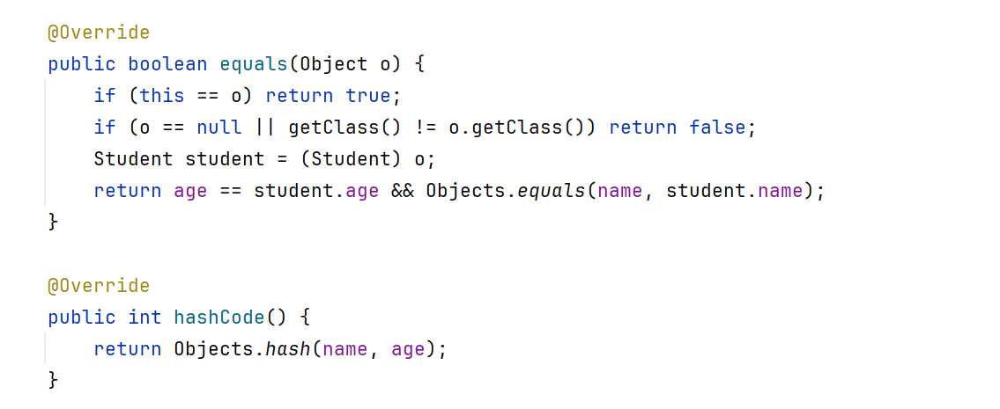 @Override
public boolean equals(Object o) {
if (this == o) return true;
if (o == null || getClass() != o.getClass()) return false;
Student student = (Student) o;
return age == student.age && Objects.equals(name, student.name);
}
@Override
public int hashCode() {
return Objects.hash(name, age);
}